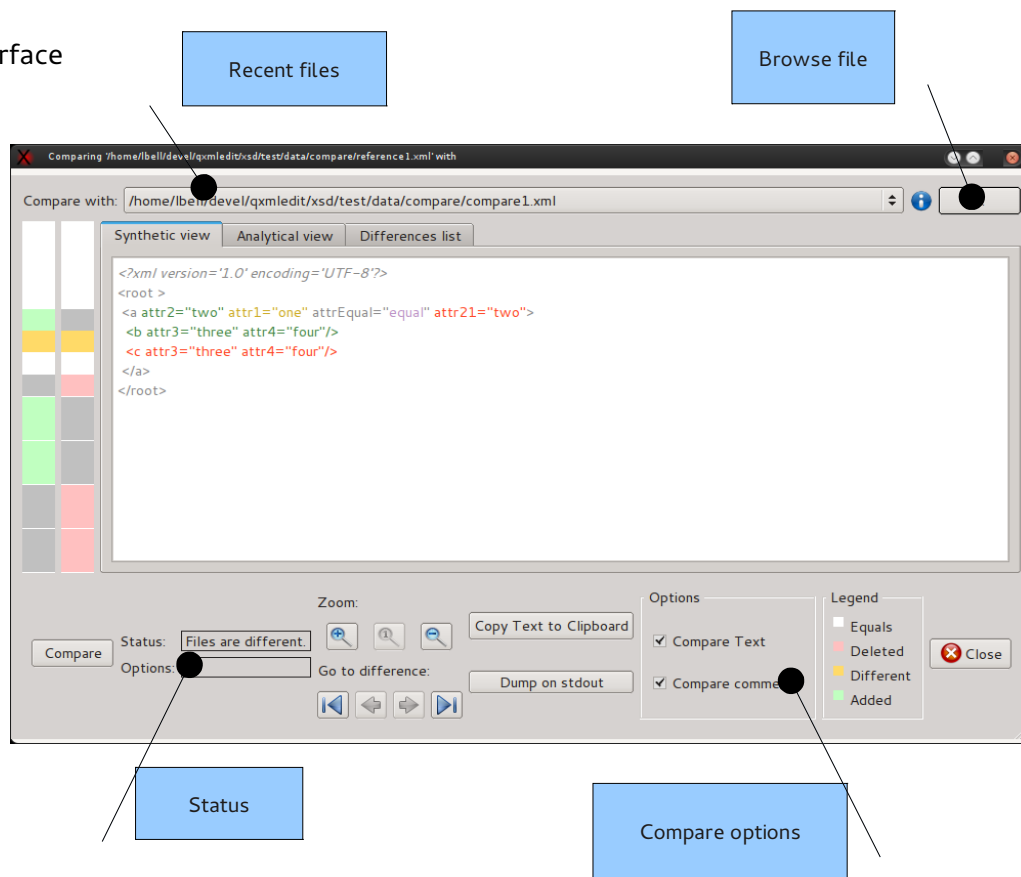 rface
Recent files
Browse file
Comparing '/home/lbell/devel/qxmledit/xsd/test/data/compare/reference1.xml' with
Compare with: /home/lbell/devel/qxmledit/xsd/test/data/compare/compare1.xml
Synthetic view Analytical view Differences list
<?xml version='1.0' encoding='UTF-8'?>
<root >
<a attr2="two" attr1="one" attrEqual="equal" attr21="two">
<b attr3="three" attr4="four"/>
<c attr3="three" attr4="four"/>
</a>
</root>
Compare
Status: Files are different.
Options:
Zoom:
Go to difference:
Copy Text to Clipboard
Dump on stdout
Options
Compare Text
Compare comme
Legend
Equals
Deleted
Different
Added
Close
Status
Compare options